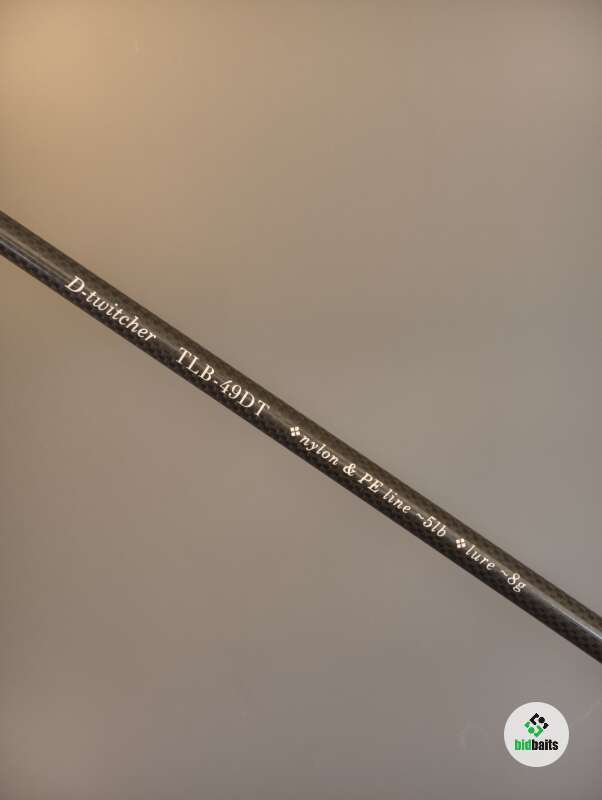 D-twitcher TLB-49DT ❖nylon & PE line ~5lb ❖lure ~8g
bidbaits